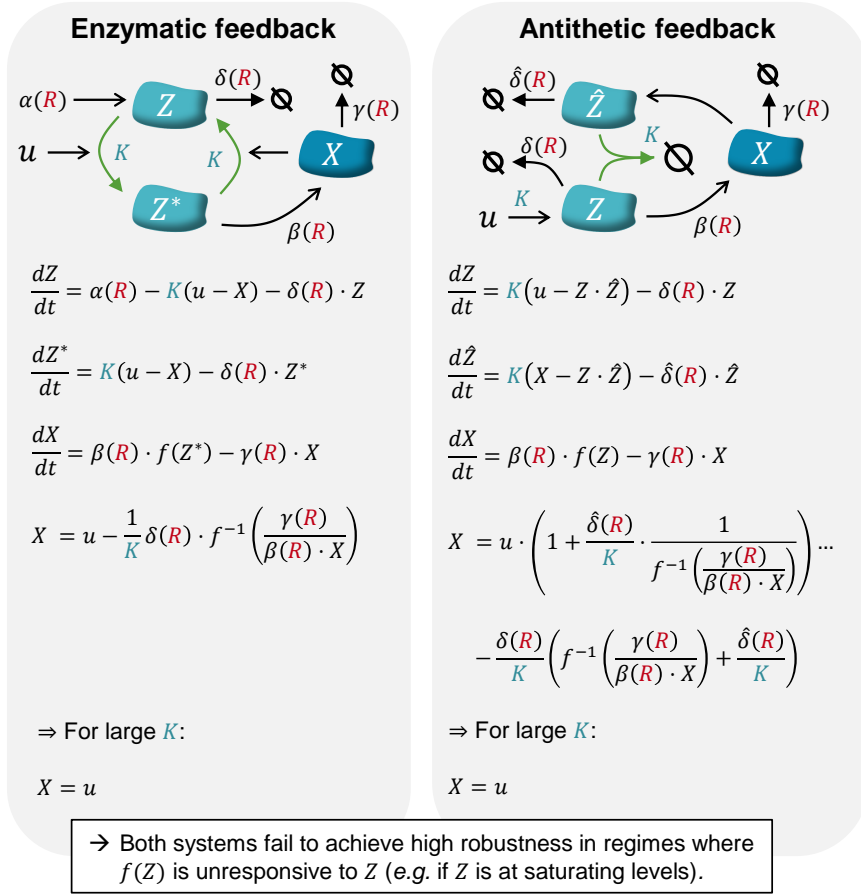 Enzymatic feedback
α(R) → Z δ(R) → ∅
∅
γ(R)
u → K K ← X
Z*
β(R)
dZ/dt = α(R) − K(u − X) − δ(R) · Z
dZ*/dt = K(u − X) − δ(R) · Z*
dX/dt = β(R) · f(Z*) − γ(R) · X
X = u − 1/K δ(R) · f⁻¹(γ(R)/(β(R) · X))
⇒ For large K:
X = u
Antithetic feedback
∅ δ̂(R) Ẑ
∅
γ(R)
∅ δ(R) K ∅ X
u → K Z
β(R)
dZ/dt = K(u − Z · Ẑ) − δ(R) · Z
dẐ/dt = K(X − Z · Ẑ) − δ̂(R) · Ẑ
dX/dt = β(R) · f(Z) − γ(R) · X
X = u · (1 + δ̂(R)/K · 1/(f⁻¹(γ(R)/(β(R) · X)))) ...
− δ(R)/K (f⁻¹(γ(R)/(β(R) · X)) + δ̂(R)/K)
⇒ For large K:
X = u
→ Both systems fail to achieve high robustness in regimes where
f(Z) is unresponsive to Z (e.g. if Z is at saturating levels).